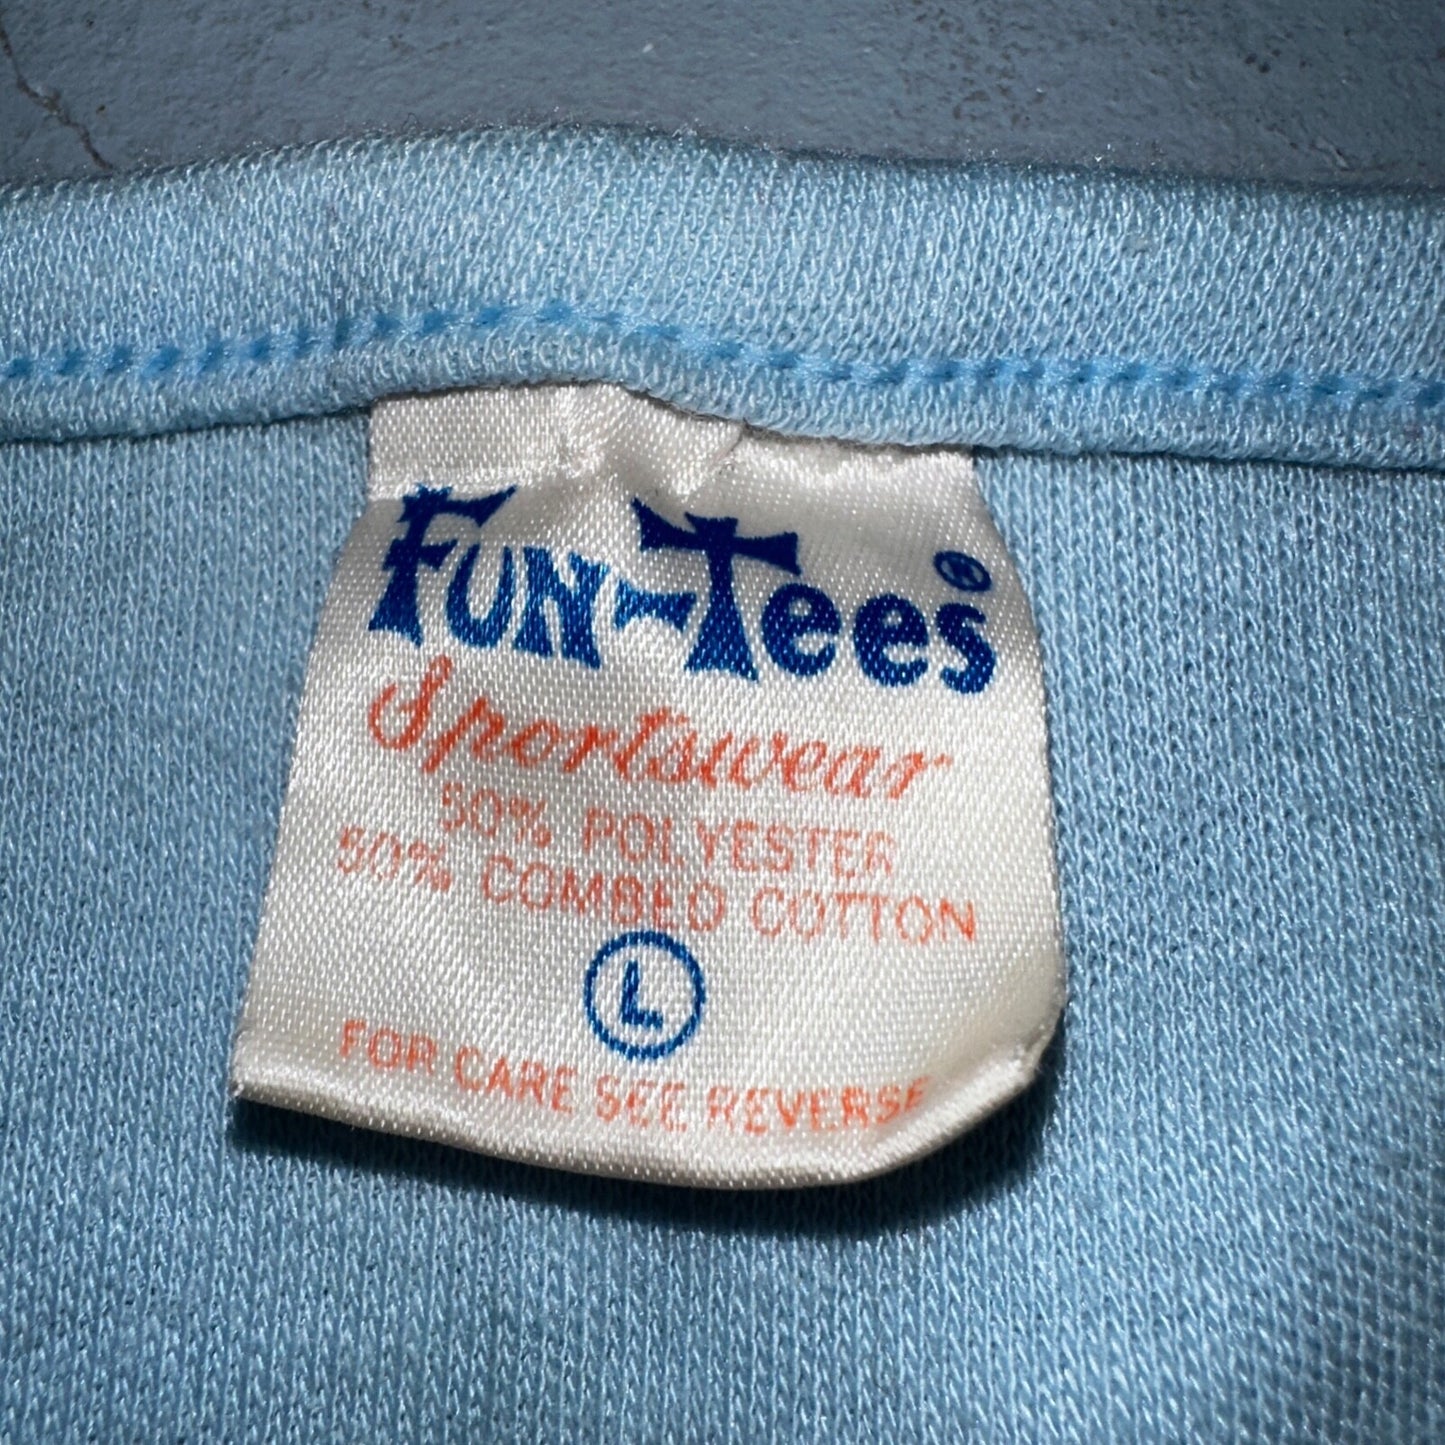 Fun-Tees®
Sportswear
50% POLYESTER
50% COMBED COTTON
L
FOR CARE SEE REVERSE